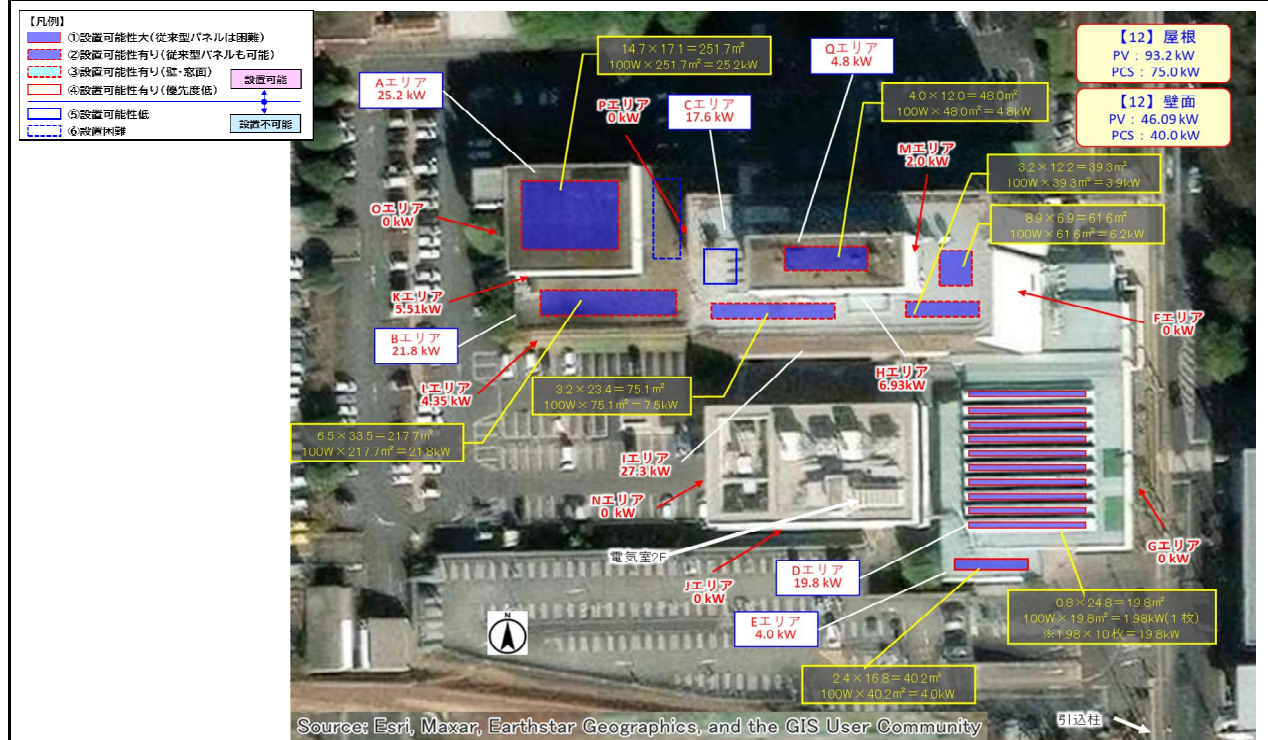 【凡例】
①設置可能性大(従来型パネルは困難)
②設置可能性有り(従来型パネルも可能)
③設置可能性有り(壁・窓面)
④設置可能性有り(優先度低)
⑤設置可能性低
⑥設置困難
設置可能
設置不可能
【12】屋根
PV : 93.2 kW
PCS : 75.0 kW
【12】壁面
PV : 46.09 kW
PCS : 40.0 kW
14.7×17.1=251.7m²
100W×251.7m²=25.2kW
Qエリア
4.8 kW
Aエリア
25.2 kW
Pエリア
0 kW
Cエリア
17.6 kW
4.0×12.0=48.0m²
100W×48.0m²=4.8kW
Mエリア
2.0 kW
3.2×12.2=39.3m²
100W×39.3m²=3.9kW
8.9×6.9=61.6m²
100W×61.6m²=6.2kW
Oエリア
0 kW
Kエリア
5.51kW
Fエリア
0 kW
Bエリア
21.8 kW
Lエリア
4.35 kW
Hエリア
6.93kW
3.2×23.4=75.1m²
100W×75.1m²=7.5kW
6.5×33.5=217.7m²
100W×217.7m²=21.8kW
Iエリア
27.3 kW
Nエリア
0 kW
電気室2F
Jエリア
0 kW
Dエリア
19.8 kW
Gエリア
0 kW
Eエリア
4.0 kW
0.8×24.8=19.8m²
100W×19.8m²=1.98kW(1枚)
※1.98×10枚=19.8kW
2.4×16.8=40.2m²
100W×40.2m²=4.0kW
N
引込柱
Source: Esri, Maxar, Earthstar Geographics, and the GIS User Community